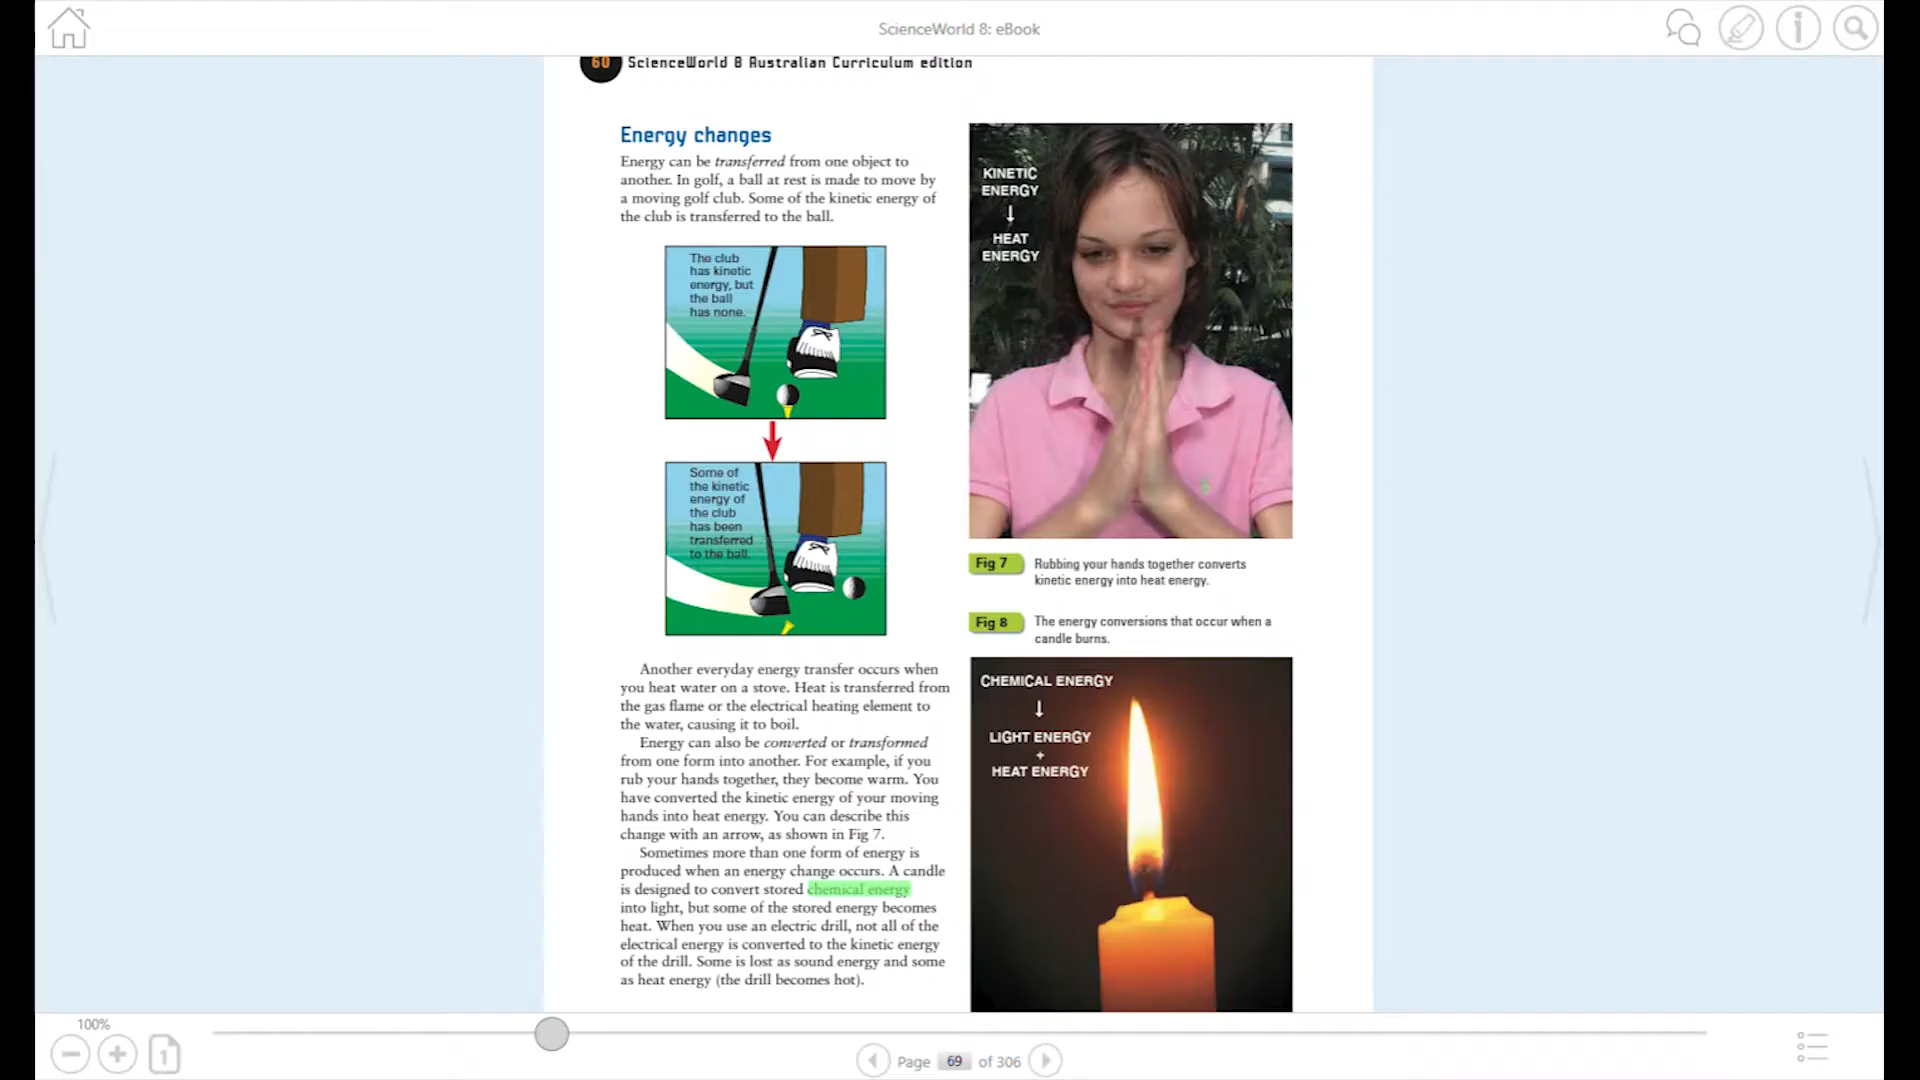 ScienceWorld 8: eBook
60 ScienceWorld 8 Australian Curriculum edition
Energy changes
Energy can be transferred from one object to
another. In golf, a ball at rest is made to move by
a moving golf club. Some of the kinetic energy of
the club is transferred to the ball.
The club
has kinetic
energy, but
the ball
has none.
Some of
the kinetic
energy of
the club
has been
transferred
to the ball.
Another everyday energy transfer occurs when
you heat water on a stove. Heat is transferred from
the gas flame or the electrical heating element to
the water, causing it to boil.
Energy can also be converted or transformed
from one form into another. For example, if you
rub your hands together, they become warm. You
have converted the kinetic energy of your moving
hands into heat energy. You can describe this
change with an arrow, as shown in Fig 7.
Sometimes more than one form of energy is
produced when an energy change occurs. A candle
is designed to convert stored chemical energy
into light, but some of the stored energy becomes
heat. When you use an electric drill, not all of the
electrical energy is converted to the kinetic energy
of the drill. Some is lost as sound energy and some
as heat energy (the drill becomes hot).
KINETIC
ENERGY
↓
HEAT
ENERGY
Fig 7 Rubbing your hands together converts
kinetic energy into heat energy.
Fig 8 The energy conversions that occur when a
candle burns.
CHEMICAL ENERGY
↓
LIGHT ENERGY
+
HEAT ENERGY
100%
1
Page 69 of 306